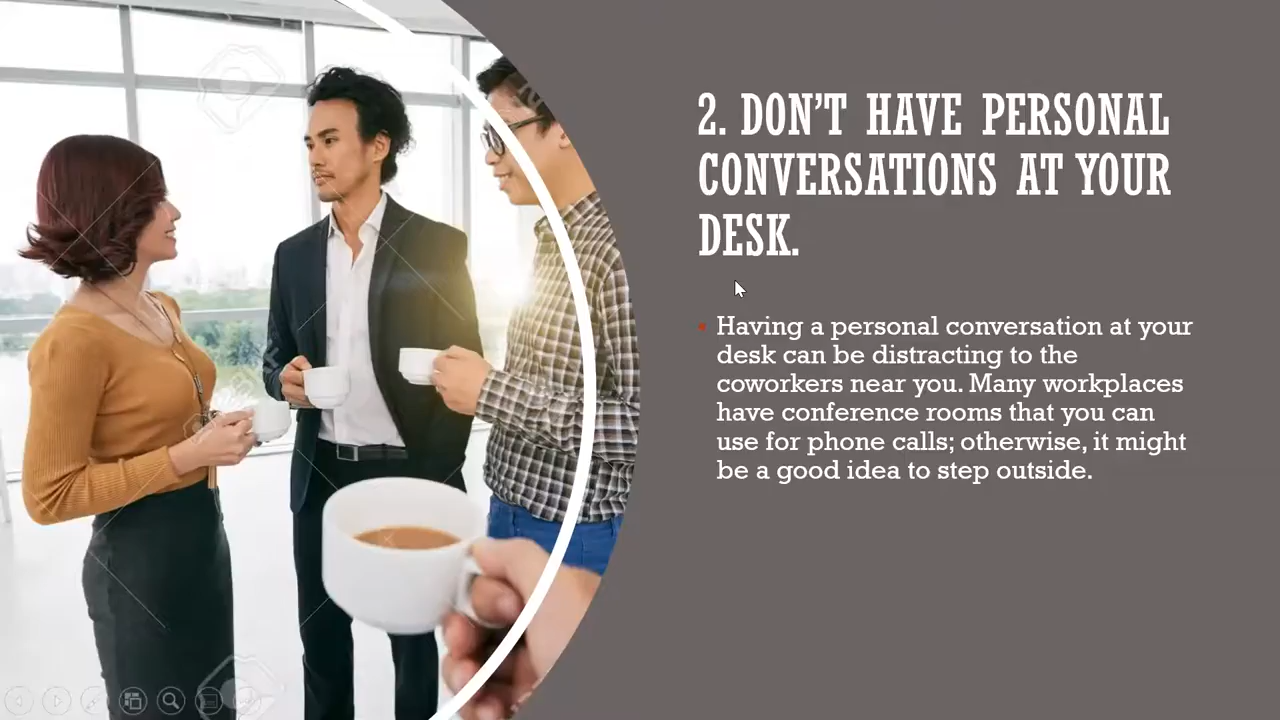 2. DON'T HAVE PERSONAL
CONVERSATIONS AT YOUR
DESK.
• Having a personal conversation at your
desk can be distracting to the
coworkers near you. Many workplaces
have conference rooms that you can
use for phone calls; otherwise, it might
be a good idea to step outside.